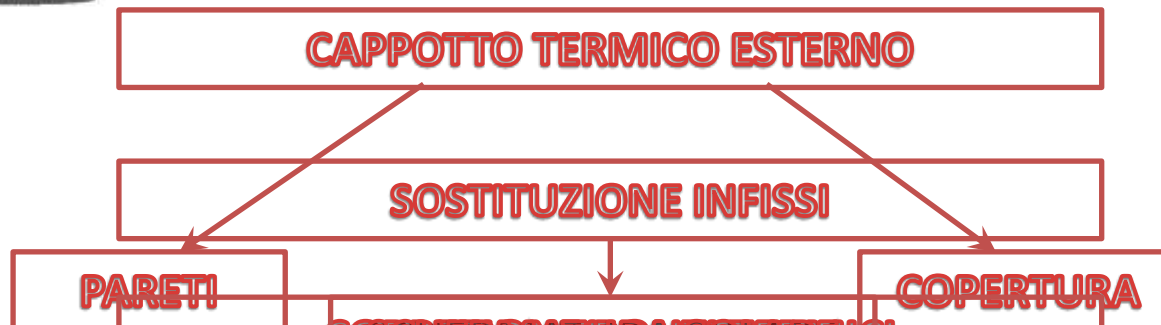 CAPPOTTO TERMICO ESTERNO
SOSTITUZIONE INFISSI
PARETI
COPERTURA